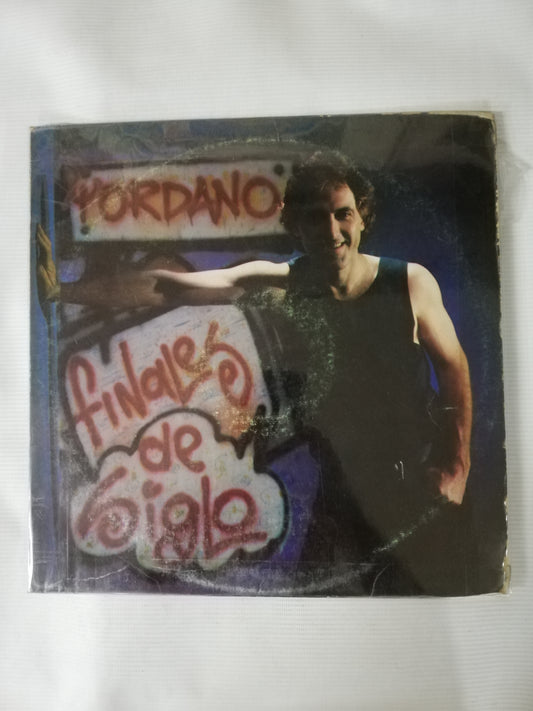 YORDANO
finales
de
Siglo